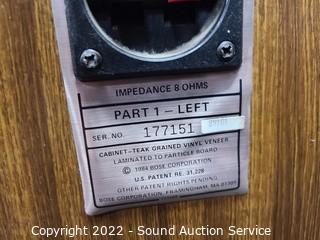 IMPEDANCE 8 OHMS
PART 1 – LEFT
SER. NO. 177151
CABINET–TEAK GRAINED VINYL VENEER
LAMINATED TO PARTICLE BOARD
© 1984 BOSE CORPORATION
U.S. PATENT RE. 31,228
OTHER PATENT RIGHTS PENDING
BOSE CORPORATION, FRAMINGHAM, MA 01701
Copyright 2022 - Sound Auction Service